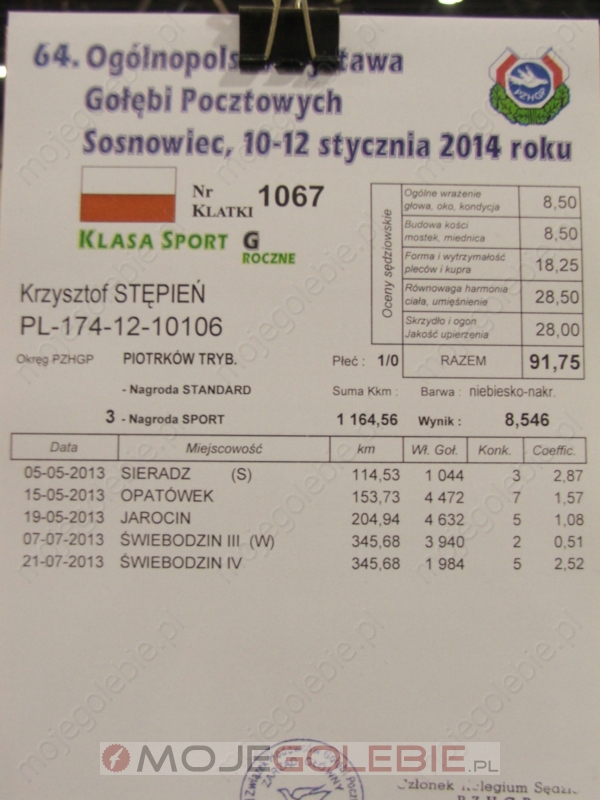 64. Ogólnopols
tawa
Gołębi Pocztowych
Sosnowiec, 10-12 stycznia 2014 roku
PZHGP
Nr KLATKI 1067
KLASA SPORT G
ROCZNE
Krzysztof STĘPIEŃ
PL-174-12-10106
Okręg PZHGP PIOTRKÓW TRYB.
Oceny sędziowskie
Ogólne wrażenie
głowa, oko, kondycja 8,50
Budowa kości
mostek, miednica 8,50
Forma i wytrzymałość
pleców i kupra 18,25
Równowaga harmonia
ciała, umięśnienie 28,50
Skrzydło i ogon
Jakość upierzenia 28,00
Płeć : 1/0 RAZEM 91,75
- Nagroda STANDARD Suma Kkm : Barwa : niebiesko-nakr.
3 - Nagroda SPORT 1 164,56 Wynik : 8,546
Data Miejscowość km Wł. Goł. Konk. Coeffic.
05-05-2013 SIERADZ (S) 114,53 1 044 3 2,87
15-05-2013 OPATÓWEK 153,73 4 472 7 1,57
19-05-2013 JAROCIN 204,94 4 632 5 1,08
07-07-2013 ŚWIEBODZIN III (W) 345,68 3 940 2 0,51
21-07-2013 ŚWIEBODZIN IV 345,68 1 984 5 2,52
MOJEGOLEBIE.PL
Członek Kolegium Sędzi
mojegolebie.pl